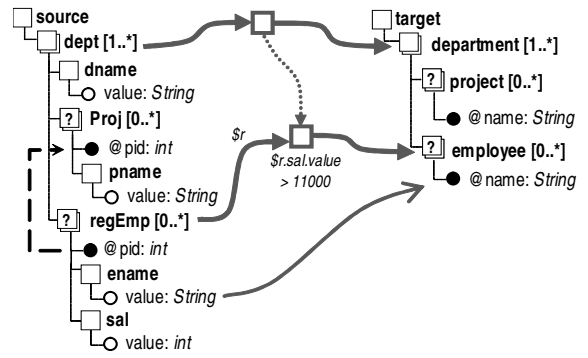 source
target
dept [1..*]
department [1..*]
dname
value: String
?
project [0..*]
@name: String
?
Proj [0..*]
@pid: int
pname
value: String
$r
$r.sal.value
> 11000
?
employee [0..*]
@name: String
?
regEmp [0..*]
@pid: int
ename
value: String
sal
value: int